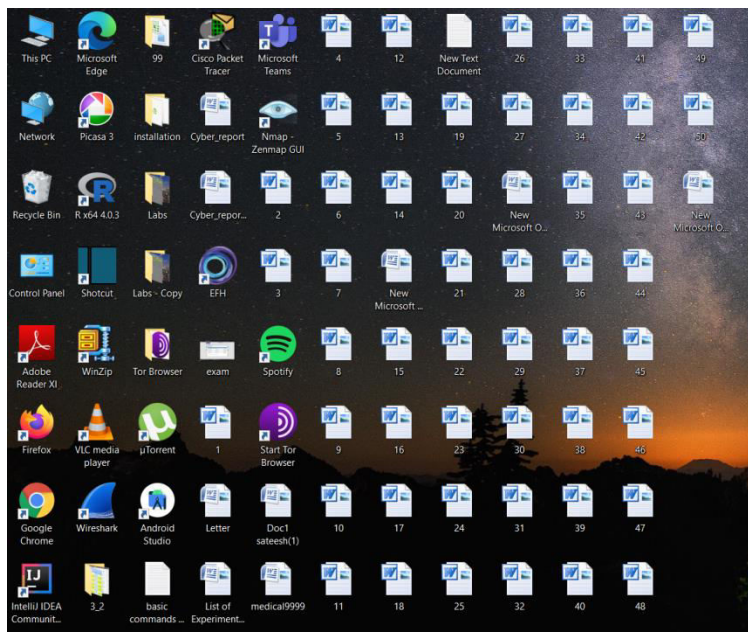 This PC
Microsoft
Edge
99
Cisco Packet
Tracer
Microsoft
Teams
4
12
New Text
Document
26
33
41
49
Network
Picasa 3
installation
Cyber_report
Nmap -
Zenmap GUI
5
13
19
27
34
42
50
Recycle Bin
R x64 4.0.3
Labs
Cyber_repor...
2
6
14
20
New
Microsoft O...
35
43
New
Microsoft O...
Control Panel
Shotcut
Labs - Copy
EFH
3
7
New
Microsoft ...
21
28
36
44
Adobe
Reader XI
WinZip
Tor Browser
exam
Spotify
8
15
22
29
37
45
Firefox
VLC media
player
µTorrent
1
Start Tor
Browser
9
16
23
30
38
46
Google
Chrome
Wireshark
Android
Studio
Letter
Doc1
sateesh(1)
10
17
24
31
39
47
IntelliJ IDEA
Communit...
3_2
basic
commands ...
List of
Experiment...
medical9999
11
18
25
32
40
48